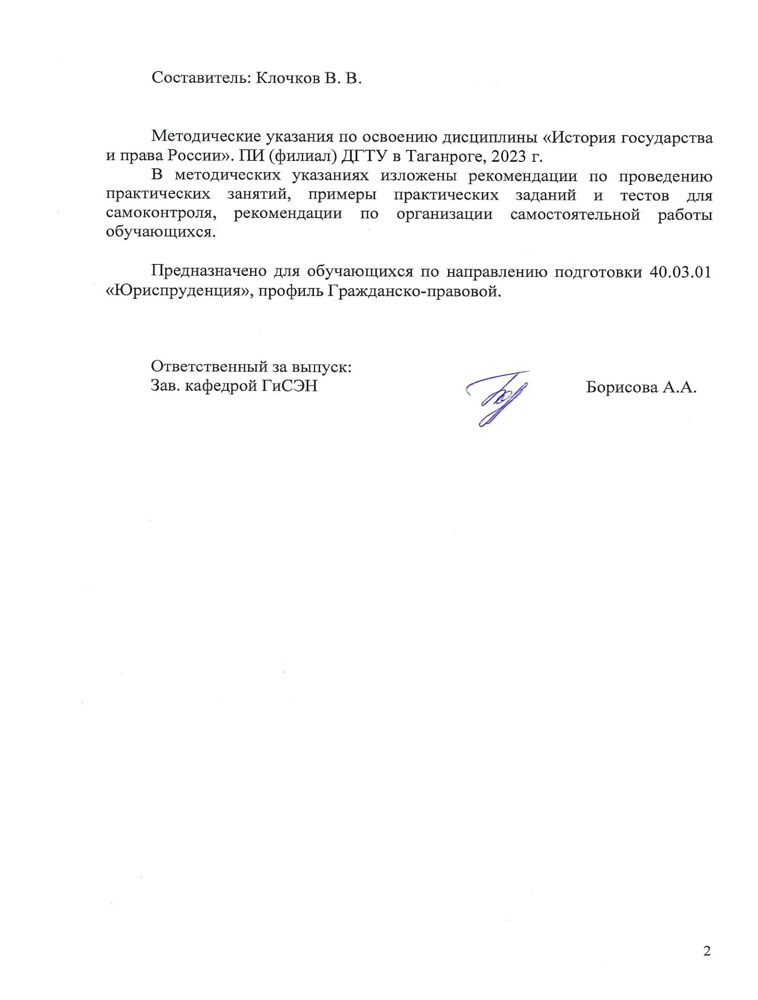 Составитель: Клочков В. В.
Методические указания по освоению дисциплины «История государства
и права России». ПИ (филиал) ДГТУ в Таганроге, 2023 г.
В методических указаниях изложены рекомендации по проведению
практических занятий, примеры практических заданий и тестов для
самоконтроля, рекомендации по организации самостоятельной работы
обучающихся.
Предназначено для обучающихся по направлению подготовки 40.03.01
«Юриспруденция», профиль Гражданско-правовой.
Ответственный за выпуск:
Зав. кафедрой ГиСЭН Борисова А.А.
2